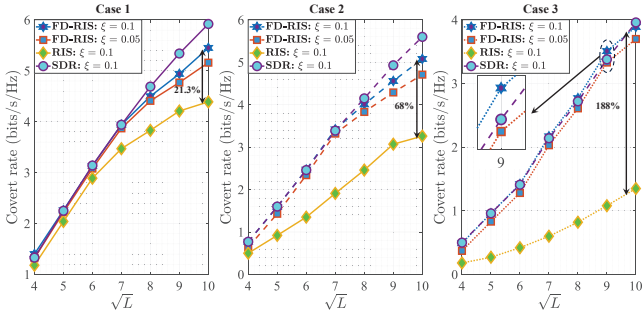 Case 1
FD-RIS: ξ = 0.1
FD-RIS: ξ = 0.05
RIS: ξ = 0.1
SDR: ξ = 0.1
21.3%
Covert rate (bits/s/Hz)
1
2
3
4
5
6
4 5 6 7 8 9 10
√L
Case 2
FD-RIS: ξ = 0.1
FD-RIS: ξ = 0.05
RIS: ξ = 0.1
SDR: ξ = 0.1
68%
Covert rate (bits/s/Hz)
0
1
2
3
4
5
6
4 5 6 7 8 9 10
√L
Case 3
FD-RIS: ξ = 0.1
FD-RIS: ξ = 0.05
RIS: ξ = 0.1
SDR: ξ = 0.1
9
188%
Covert rate (bits/s/Hz)
0
1
2
3
4
4 5 6 7 8 9 10
√L